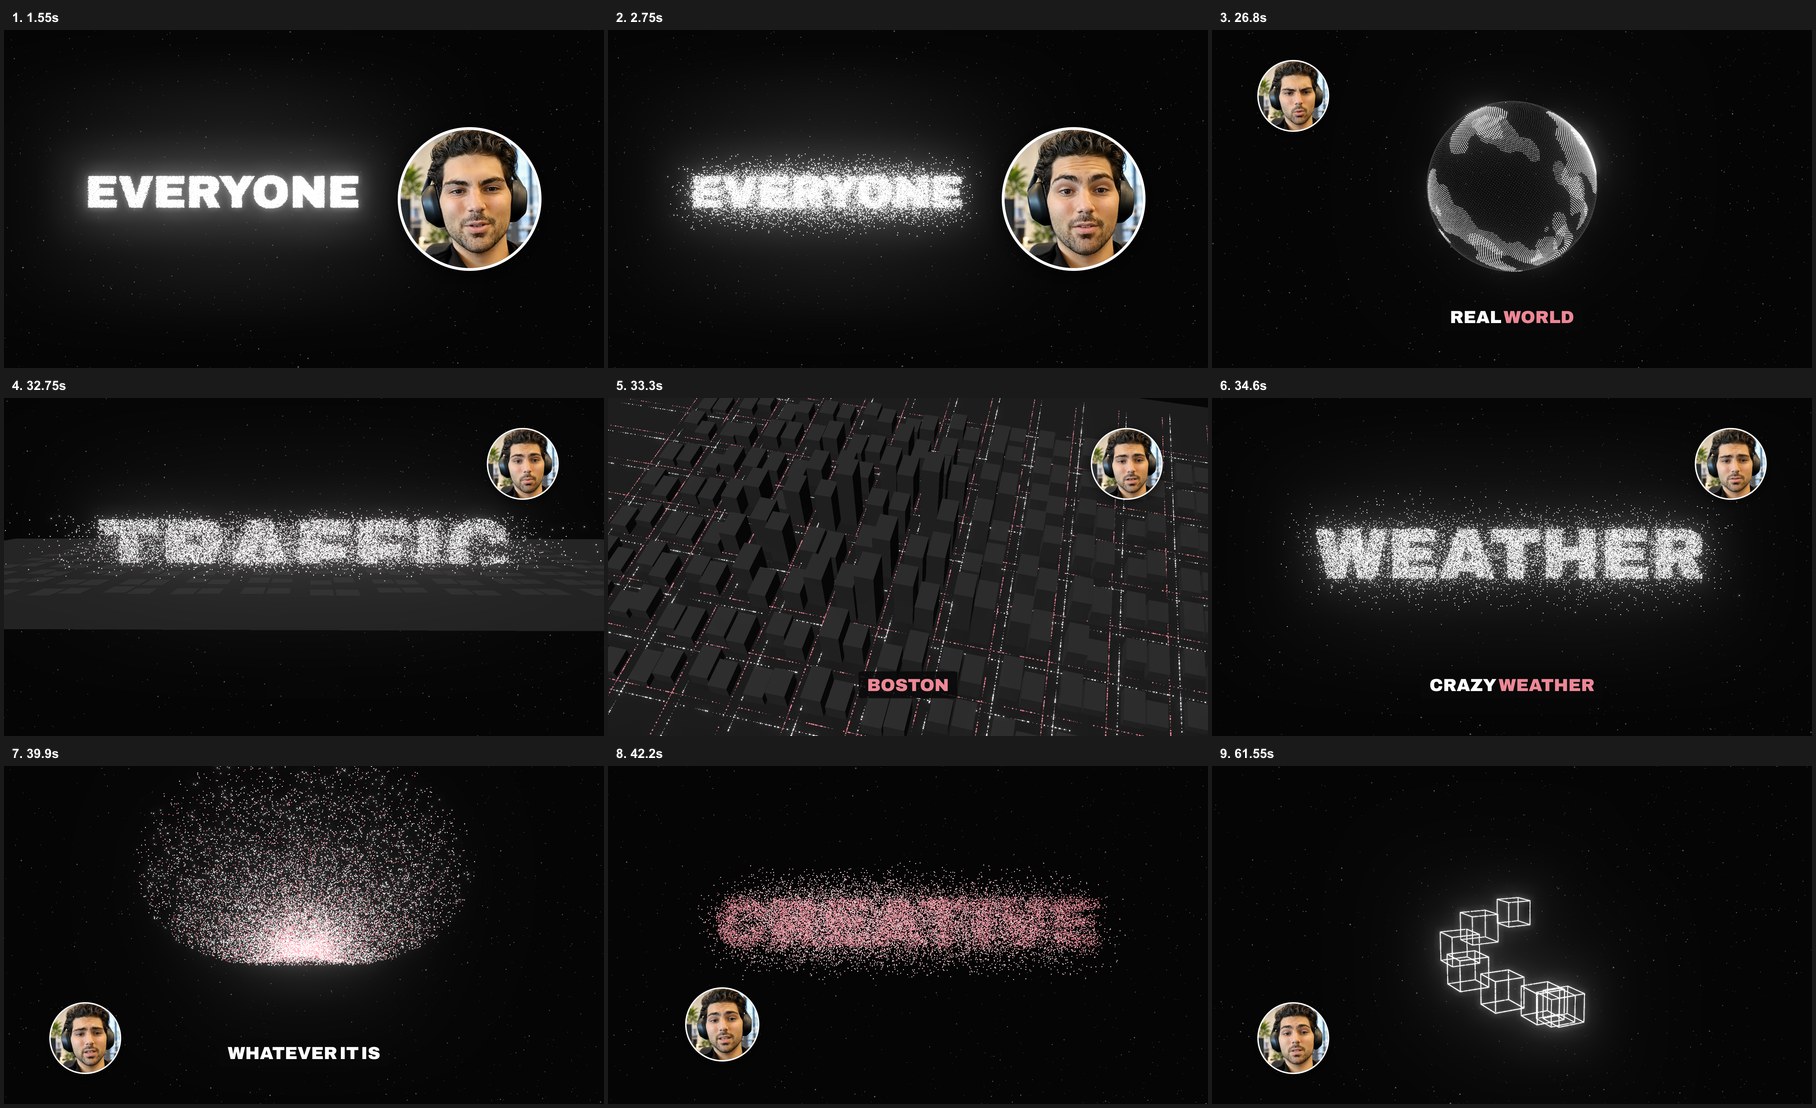 1. 1.55s
2. 2.75s
3. 26.8s
EVERYONE
EVERYONE
REAL WORLD
4. 32.75s
5. 33.3s
6. 34.6s
TRAFFIC
BOSTON
WEATHER
CRAZY WEATHER
7. 39.9s
8. 42.2s
9. 61.55s
WHATEVER IT IS
CREATIVE